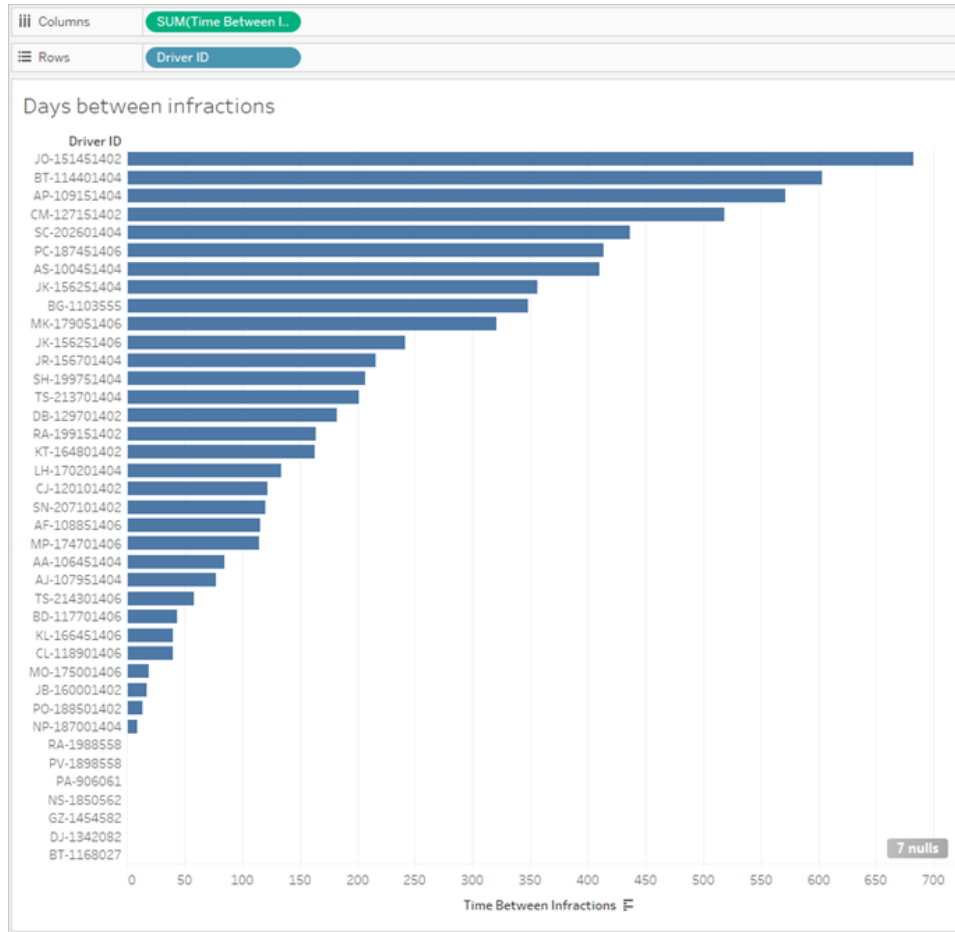 Columns SUM(Time Between I..
Rows Driver ID
Days between infractions
Driver ID
JO-151451402
BT-114401404
AP-109151404
CM-127151402
SC-202601404
PC-187451406
AS-100451404
JK-156251404
BG-1103555
MK-179051406
JK-156251406
JR-156701404
SH-199751404
TS-213701404
DB-129701402
RA-199151402
KT-164801402
LH-170201404
CJ-120101402
SN-207101402
AF-108851406
MP-174701406
AA-106451404
AJ-107951404
TS-214301406
BD-117701406
KL-166451406
CL-118901406
MO-175001406
JB-160001402
PO-188501402
NP-187001404
RA-1988558
PV-1898558
PA-906061
NS-1850562
GZ-1454582
DJ-1342082
BT-1168027
7 nulls
0 50 100 150 200 250 300 350 400 450 500 550 600 650 700
Time Between Infractions